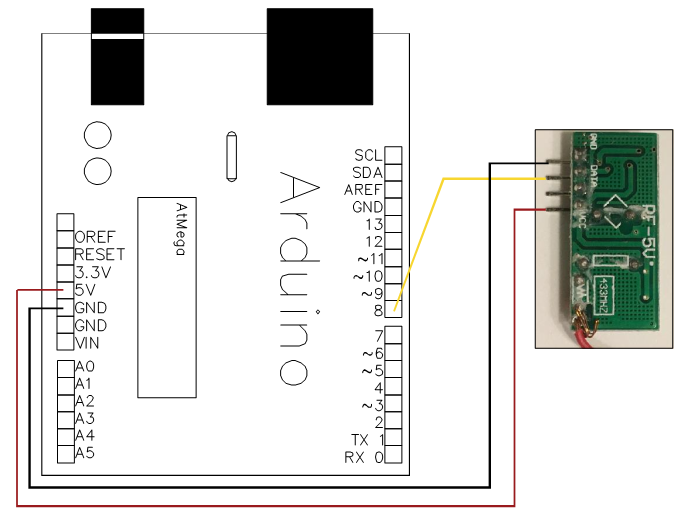 SCL
SDA
AREF
GND
13
12
~11
~10
~9
8
7
~6
~5
4
~3
2
TX 1
RX 0
OREF
RESET
3.3V
5V
GND
GND
VIN
A0
A1
A2
A3
A4
A5
AtMega
Arduino
GND
DATA
VCC
RF-5V
433MHZ